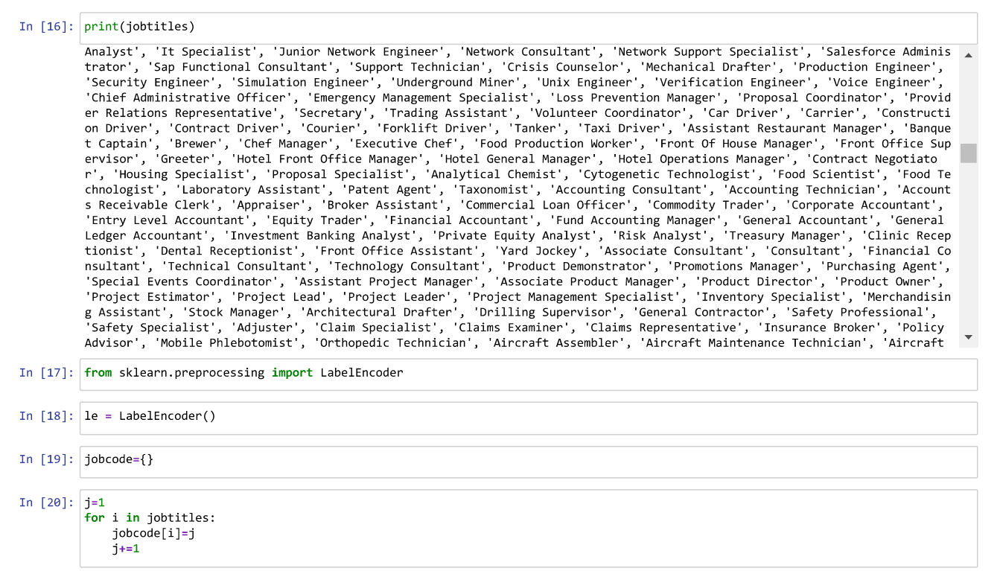 In [16]: print(jobtitles)
Analyst', 'It Specialist', 'Junior Network Engineer', 'Network Consultant', 'Network Support Specialist', 'Salesforce Adminis
trator', 'Sap Functional Consultant', 'Support Technician', 'Crisis Counselor', 'Mechanical Drafter', 'Production Engineer',
'Security Engineer', 'Simulation Engineer', 'Underground Miner', 'Unix Engineer', 'Verification Engineer', 'Voice Engineer',
'Chief Administrative Officer', 'Emergency Management Specialist', 'Loss Prevention Manager', 'Proposal Coordinator', 'Provid
er Relations Representative', 'Secretary', 'Trading Assistant', 'Volunteer Coordinator', 'Car Driver', 'Carrier', 'Constructi
on Driver', 'Contract Driver', 'Courier', 'Forklift Driver', 'Tanker', 'Taxi Driver', 'Assistant Restaurant Manager', 'Banque
t Captain', 'Brewer', 'Chef Manager', 'Executive Chef', 'Food Production Worker', 'Front Of House Manager', 'Front Office Sup
ervisor', 'Greeter', 'Hotel Front Office Manager', 'Hotel General Manager', 'Hotel Operations Manager', 'Contract Negotiato
r', 'Housing Specialist', 'Proposal Specialist', 'Analytical Chemist', 'Cytogenetic Technologist', 'Food Scientist', 'Food Te
chnologist', 'Laboratory Assistant', 'Patent Agent', 'Taxonomist', 'Accounting Consultant', 'Accounting Technician', 'Account
s Receivable Clerk', 'Appraiser', 'Broker Assistant', 'Commercial Loan Officer', 'Commodity Trader', 'Corporate Accountant',
'Entry Level Accountant', 'Equity Trader', 'Financial Accountant', 'Fund Accounting Manager', 'General Accountant', 'General
Ledger Accountant', 'Investment Banking Analyst', 'Private Equity Analyst', 'Risk Analyst', 'Treasury Manager', 'Clinic Recep
tionist', 'Dental Receptionist', 'Front Office Assistant', 'Yard Jockey', 'Associate Consultant', 'Consultant', 'Financial Co
nsultant', 'Technical Consultant', 'Technology Consultant', 'Product Demonstrator', 'Promotions Manager', 'Purchasing Agent',
'Special Events Coordinator', 'Assistant Project Manager', 'Associate Product Manager', 'Product Director', 'Product Owner',
'Project Estimator', 'Project Lead', 'Project Leader', 'Project Management Specialist', 'Inventory Specialist', 'Merchandisin
g Assistant', 'Stock Manager', 'Architectural Drafter', 'Drilling Supervisor', 'General Contractor', 'Safety Professional',
'Safety Specialist', 'Adjuster', 'Claim Specialist', 'Claims Examiner', 'Claims Representative', 'Insurance Broker', 'Policy
Advisor', 'Mobile Phlebotomist', 'Orthopedic Technician', 'Aircraft Assembler', 'Aircraft Maintenance Technician', 'Aircraft
In [17]: from sklearn.preprocessing import LabelEncoder
In [18]: le = LabelEncoder()
In [19]: jobcode={}
In [20]: j=1
for i in jobtitles:
    jobcode[i]=j
    j+=1